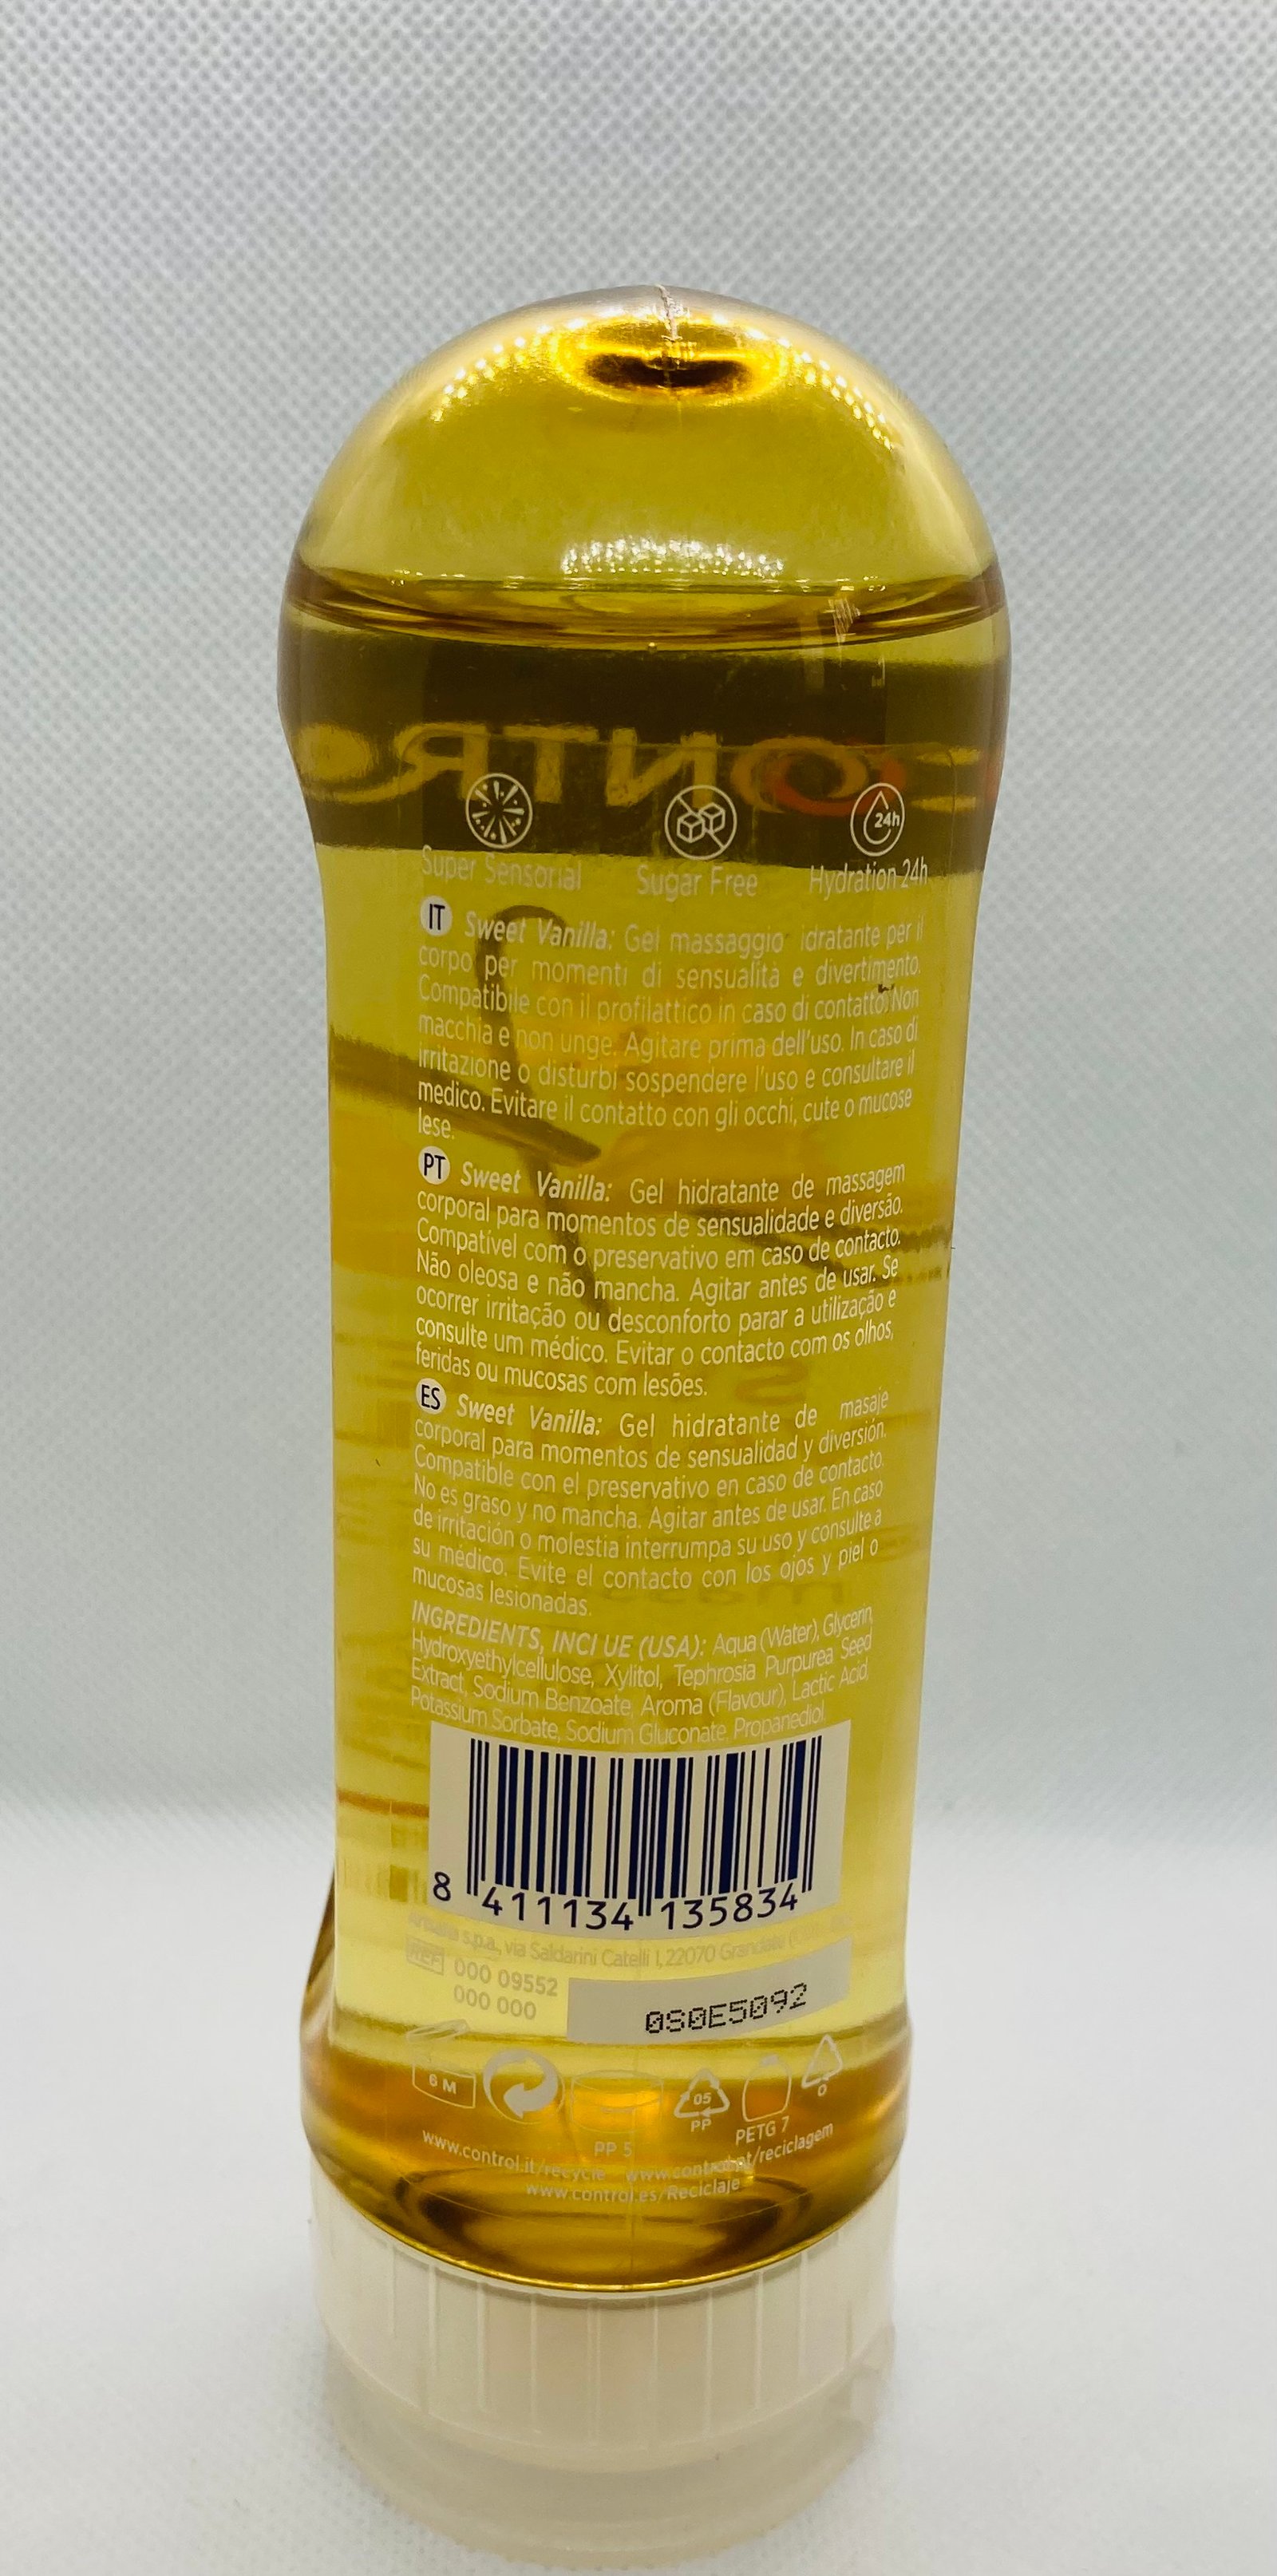 CONTRO
Super Sensorial
Sugar Free
24h
Hydration 24h
IT Sweet Vanilla: Gel massaggio idratante per il
corpo per momenti di sensualità e divertimento.
Compatibile con il profilattico in caso di contatto. Non
macchia e non unge. Agitare prima dell'uso. In caso di
irritazione o disturbi sospendere l'uso e consultare il
medico. Evitare il contatto con gli occhi, cute o mucose
lese.
PT Sweet Vanilla: Gel hidratante de massagem
corporal para momentos de sensualidade e diversão.
Compatível com o preservativo em caso de contacto.
Não oleosa e não mancha. Agitar antes de usar. Se
ocorrer irritação ou desconforto parar a utilização e
consulte um médico. Evitar o contacto com os olhos,
feridas ou mucosas com lesões.
ES Sweet Vanilla: Gel hidratante de masaje
corporal para momentos de sensualidad y diversión.
Compatible con el preservativo en caso de contacto.
No es graso y no mancha. Agitar antes de usar. En caso
de irritación o molestia interrumpa su uso y consulte a
su médico. Evite el contacto con los ojos y piel o
mucosas lesionadas.
INGREDIENTS, INCI UE (USA): Aqua (Water), Glycerin,
Hydroxyethylcellulose, Xylitol, Tephrosia Purpurea Seed
Extract, Sodium Benzoate, Aroma (Flavour), Lactic Acid,
Potassium Sorbate, Sodium Gluconate, Propanediol.
8 411134 135834
s.p.a., via Saldarini Catelli 1, 22070 Grandate
REF 000 09552
000 000
0S0E5092
6 M
PP 5
05
PP
PETG 7
www.control.it/recycle www.control.pt/reciclagem
www.control.es/Reciclaje